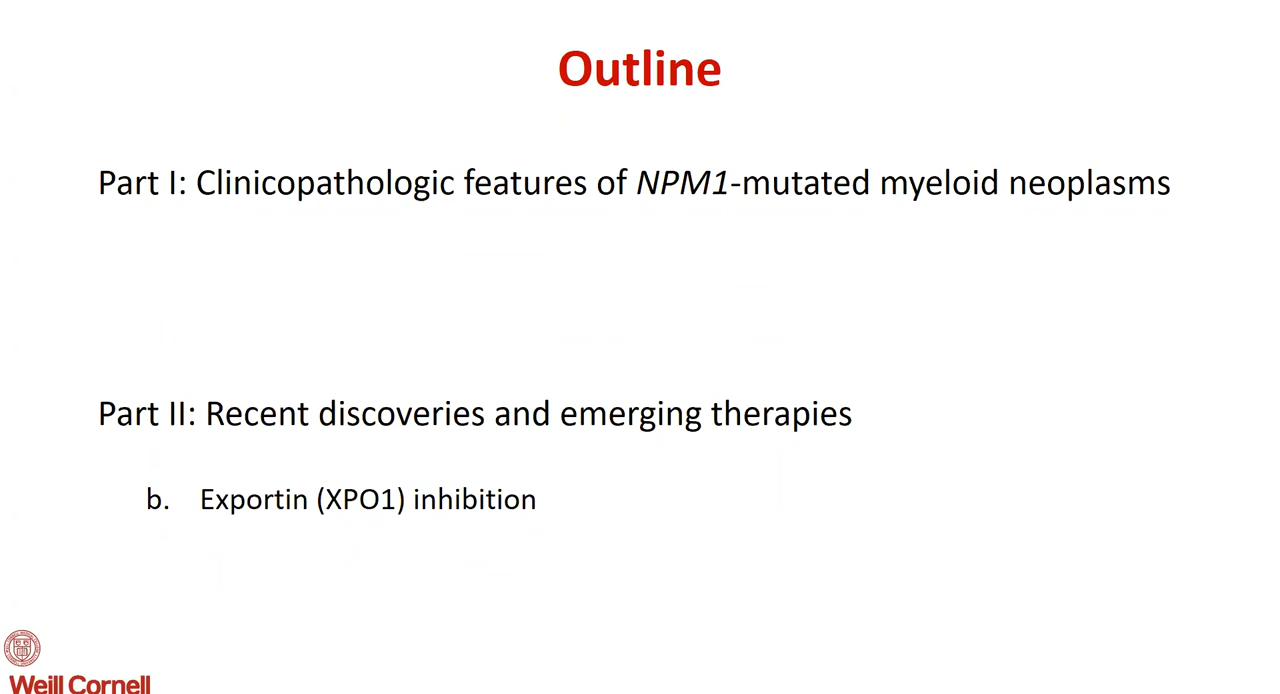 Outline
Part I: Clinicopathologic features of NPM1-mutated myeloid neoplasms
Part II: Recent discoveries and emerging therapies
b. Exportin (XPO1) inhibition
Weill Cornell